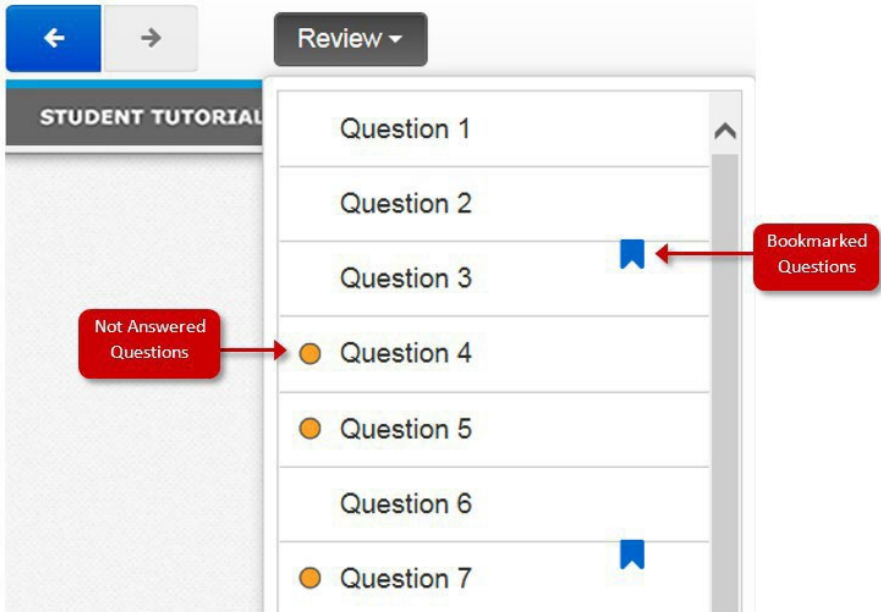 Review
STUDENT TUTORIAL
Question 1
Question 2
Bookmarked
Questions
Question 3
Not Answered
Questions
Question 4
Question 5
Question 6
Question 7